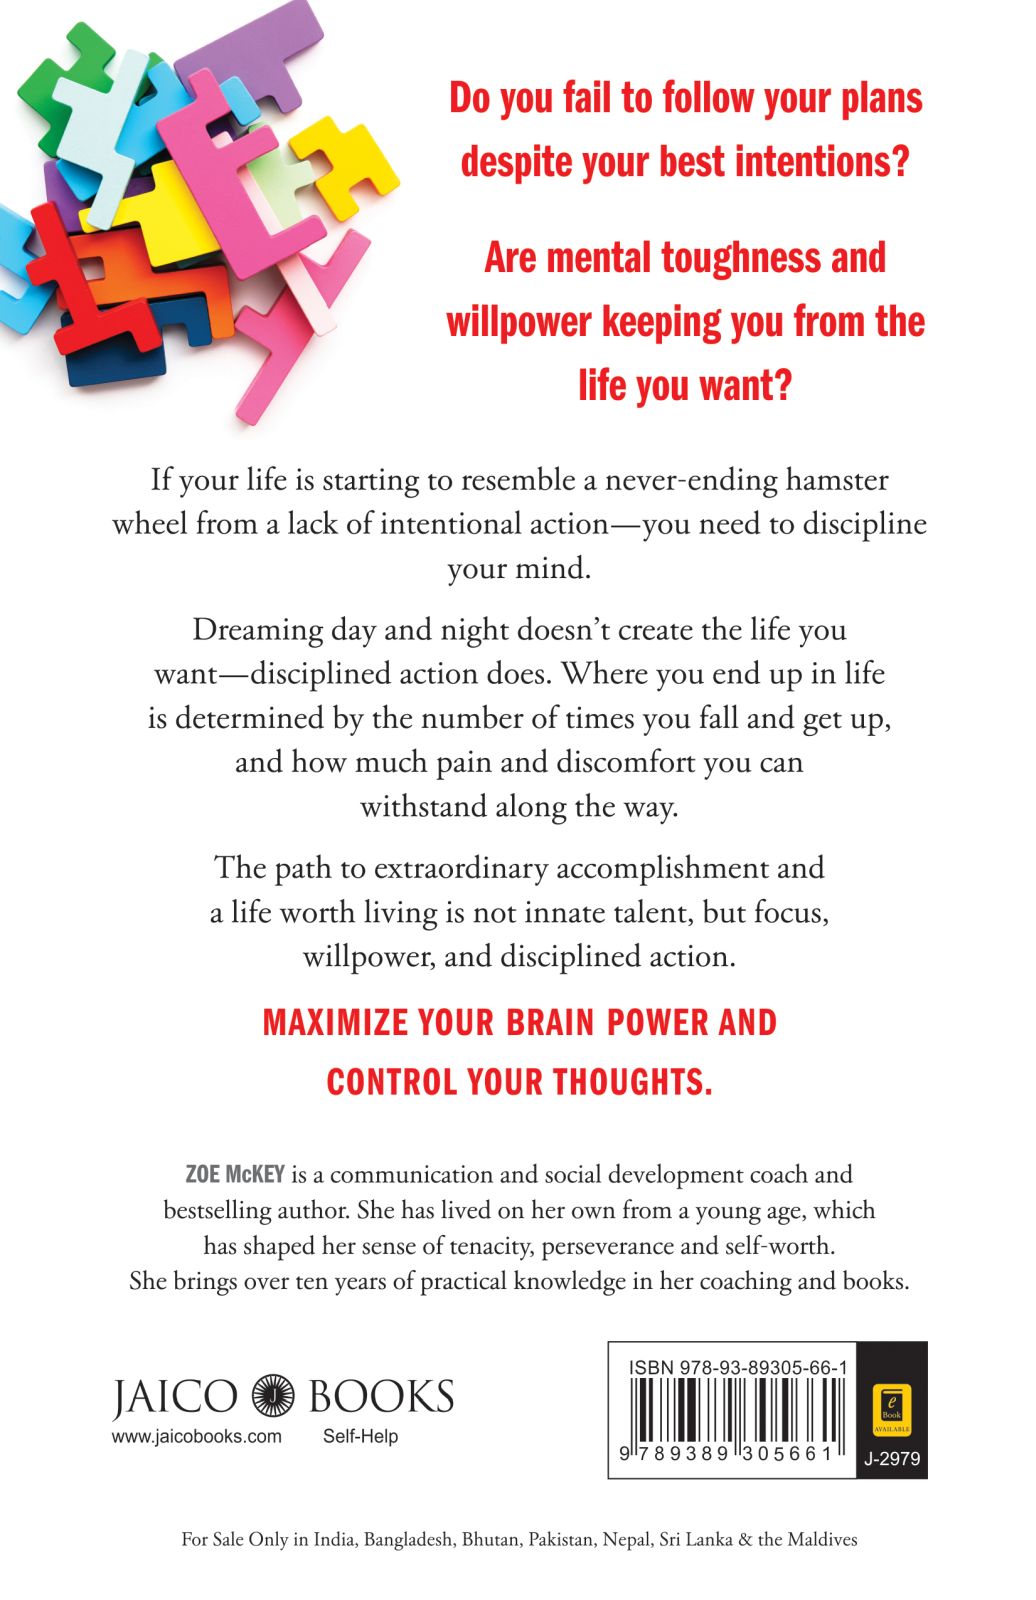 Do you fail to follow your plans
despite your best intentions?
Are mental toughness and
willpower keeping you from the
life you want?
If your life is starting to resemble a never-ending hamster
wheel from a lack of intentional action—you need to discipline
your mind.
Dreaming day and night doesn’t create the life you
want—disciplined action does. Where you end up in life
is determined by the number of times you fall and get up,
and how much pain and discomfort you can
withstand along the way.
The path to extraordinary accomplishment and
a life worth living is not innate talent, but focus,
willpower, and disciplined action.
MAXIMIZE YOUR BRAIN POWER AND
CONTROL YOUR THOUGHTS.
ZOE McKEY is a communication and social development coach and
bestselling author. She has lived on her own from a young age, which
has shaped her sense of tenacity, perseverance and self-worth.
She brings over ten years of practical knowledge in her coaching and books.
JAICO J BOOKS
www.jaicobooks.com Self-Help
ISBN 978-93-89305-66-1
9 789389 305661
e
Book
AVAILABLE
J-2979
For Sale Only in India, Bangladesh, Bhutan, Pakistan, Nepal, Sri Lanka & the Maldives